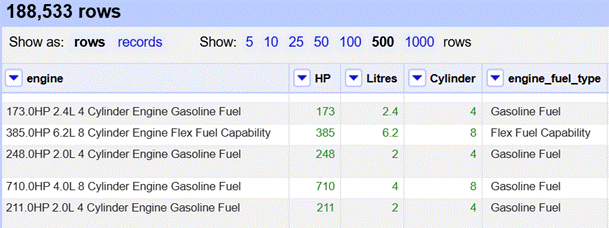 188,533 rows
Show as: rows records Show: 5 10 25 50 100 500 1000 rows
engine HP Litres Cylinder engine_fuel_type
173.0HP 2.4L 4 Cylinder Engine Gasoline Fuel 173 2.4 4 Gasoline Fuel
385.0HP 6.2L 8 Cylinder Engine Flex Fuel Capability 385 6.2 8 Flex Fuel Capability
248.0HP 2.0L 4 Cylinder Engine Gasoline Fuel 248 2 4 Gasoline Fuel
710.0HP 4.0L 8 Cylinder Engine Gasoline Fuel 710 4 8 Gasoline Fuel
211.0HP 2.0L 4 Cylinder Engine Gasoline Fuel 211 2 4 Gasoline Fuel